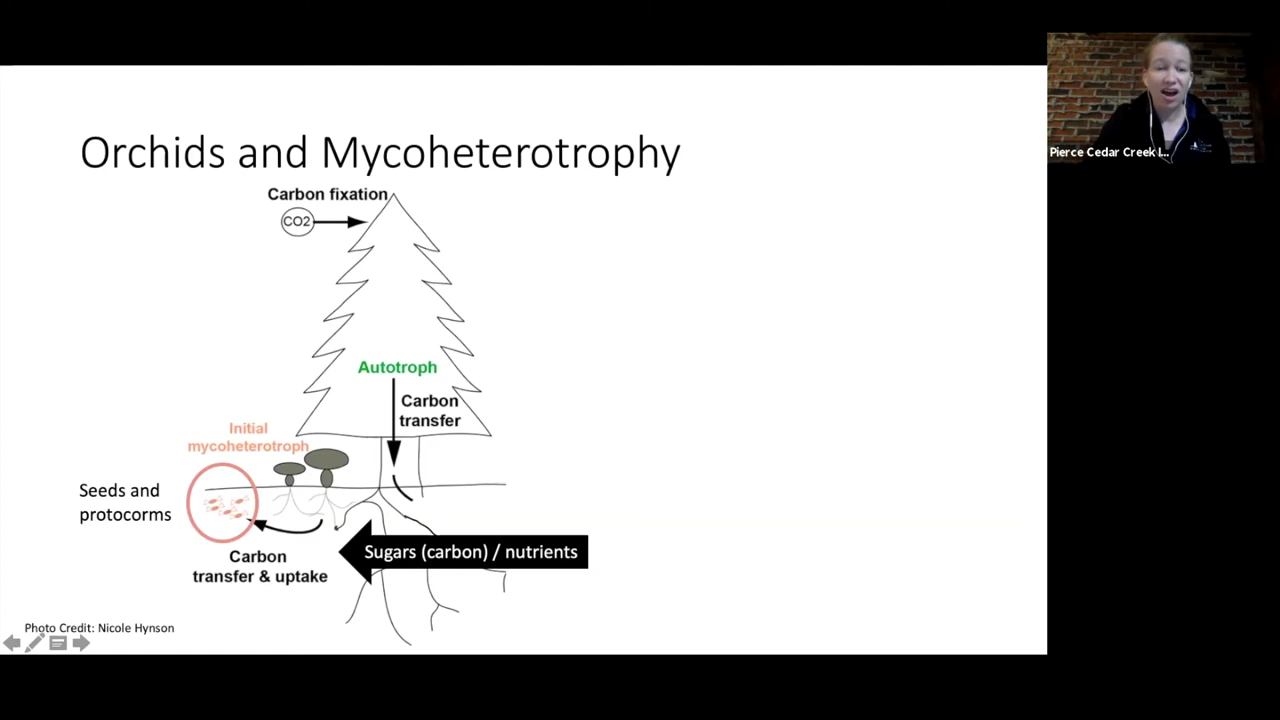 Orchids and Mycoheterotrophy
Carbon fixation
CO2
Autotroph
Carbon
transfer
Initial
mycoheterotroph
Seeds and
protocorms
Sugars (carbon) / nutrients
Carbon
transfer & uptake
Photo Credit: Nicole Hynson
Pierce Cedar Creek I...